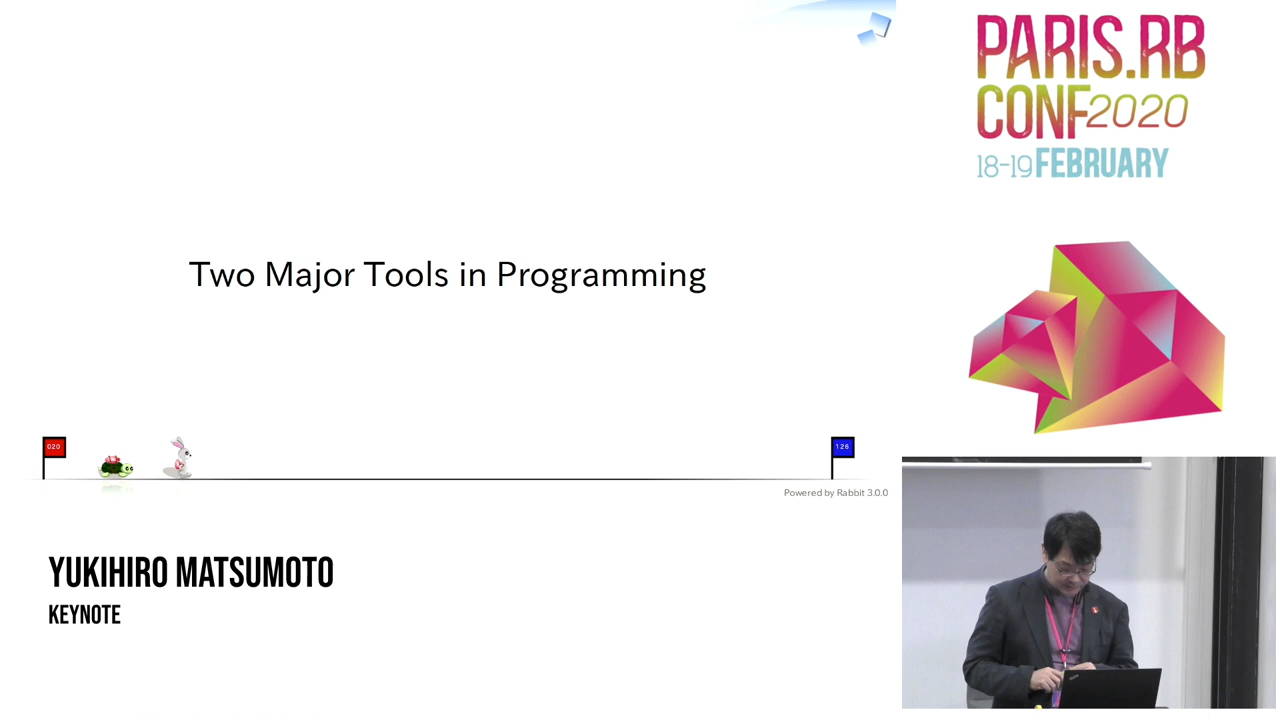 PARIS.RB
CONF2020
18-19 FEBRUARY
Two Major Tools in Programming
020
126
Powered by Rabbit 3.0.0
YUKIHIRO MATSUMOTO
KEYNOTE